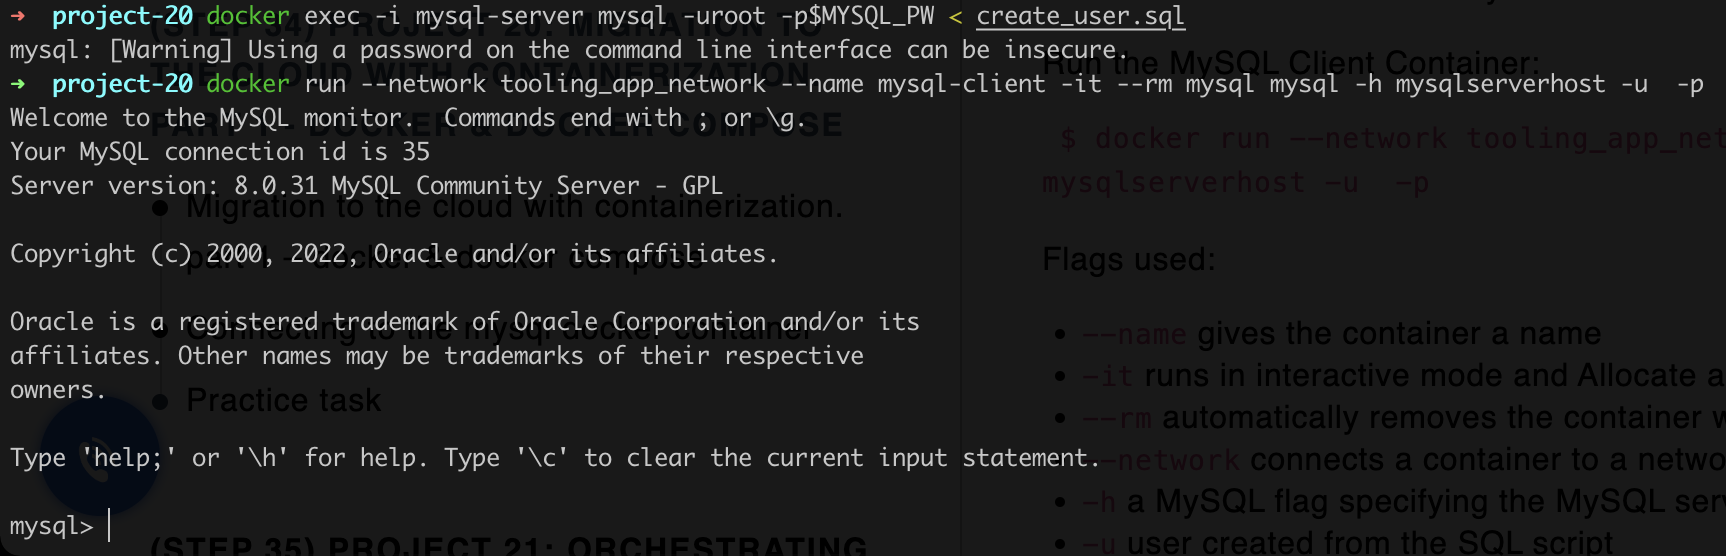 ➜  project-20 docker exec -i mysql-server mysql -uroot -p$MYSQL_PW < create_user.sql
mysql: [Warning] Using a password on the command line interface can be insecure.
➜  project-20 docker run --network tooling_app_network --name mysql-client -it --rm mysql mysql -h mysqlserverhost -u  -p
Welcome to the MySQL monitor.  Commands end with ; or \g.
Your MySQL connection id is 35
Server version: 8.0.31 MySQL Community Server - GPL
Copyright (c) 2000, 2022, Oracle and/or its affiliates.
Oracle is a registered trademark of Oracle Corporation and/or its
affiliates. Other names may be trademarks of their respective
owners.
Type 'help;' or '\h' for help. Type '\c' to clear the current input statement.
mysql>
(STEP 34) PROJECT 20: MIGRATION TO
THE CLOUD WITH CONTAINERIZATION
PART 1 - DOCKER & DOCKER COMPOSE
Migration to the cloud with containerization.
part 1 - docker & docker compose
Connecting to the mysql docker container
Practice task
(STEP 35) PROJECT 21: ORCHESTRATING
Run the MySQL Client Container:
$ docker run --network tooling_app_net
mysqlserverhost -u  -p
Flags used:
--name gives the container a name
-it runs in interactive mode and Allocate a
--rm automatically removes the container w
--network connects a container to a netwo
-h a MySQL flag specifying the MySQL serv
-u user created from the SQL script